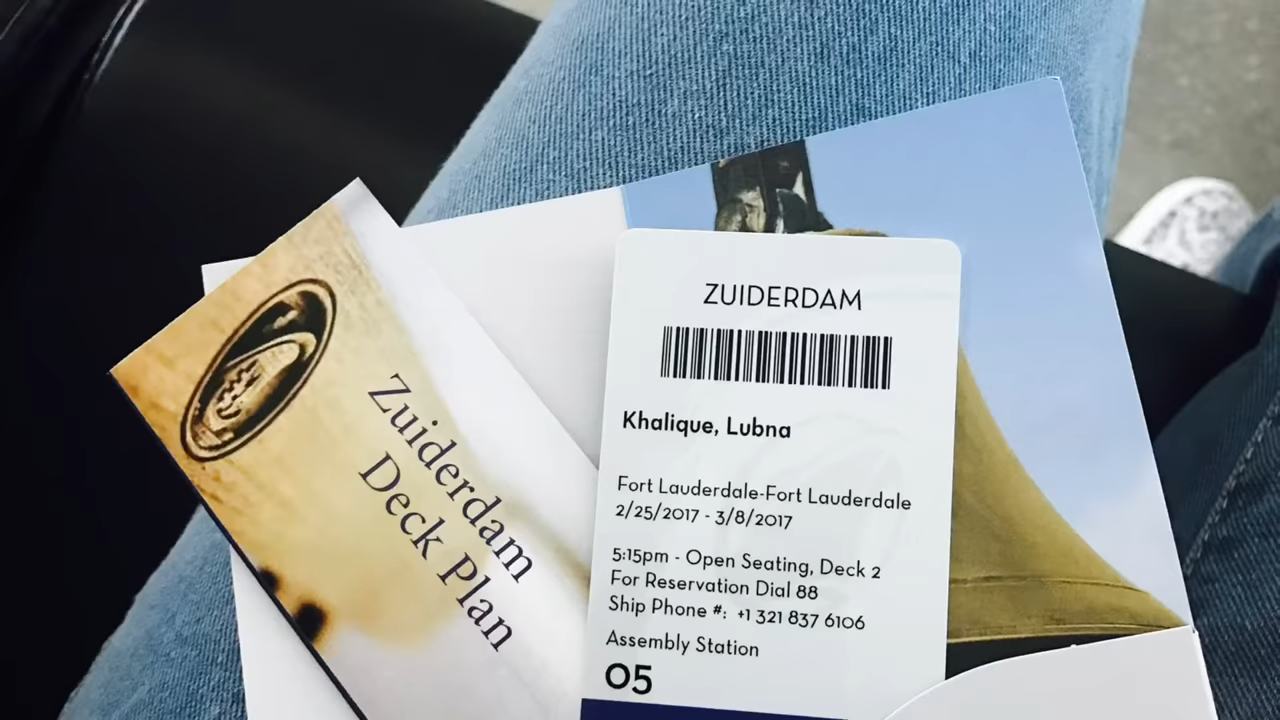 Zuiderdam
Deck Plan
ZUIDERDAM
Khalique, Lubna
Fort Lauderdale-Fort Lauderdale
2/25/2017 - 3/8/2017
5:15pm - Open Seating, Deck 2
For Reservation Dial 88
Ship Phone #: +1 321 837 6106
Assembly Station
05